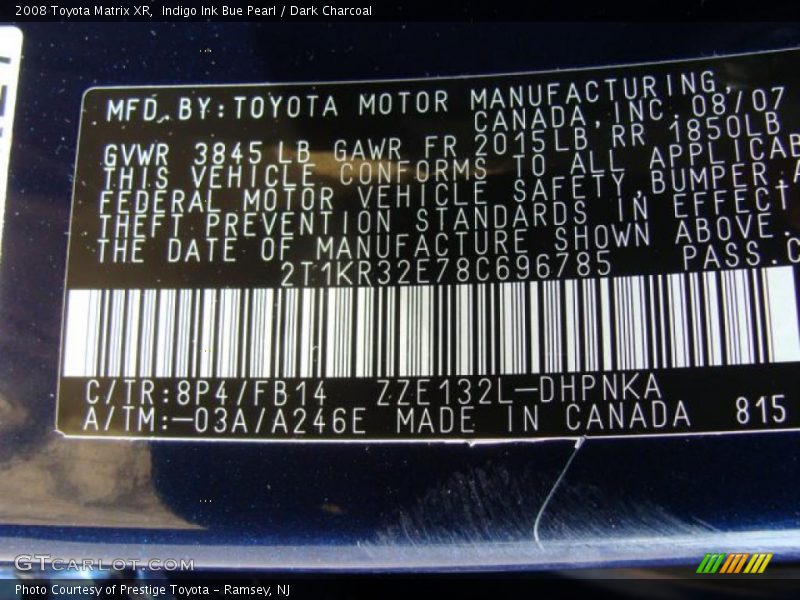 2008 Toyota Matrix XR,  Indigo Ink Bue Pearl / Dark Charcoal
MFD.BY:TOYOTA MOTOR MANUFACTURING,
CANADA,INC.08/07
GVWR 3845LB GAWR FR 2015LB RR 1850LB
THIS VEHICLE CONFORMS TO ALL APPLICAB
FEDERAL MOTOR VEHICLE SAFETY,BUMPER,A
THEFT PREVENTION STANDARDS IN EFFECT
THE DATE OF MANUFACTURE SHOWN ABOVE.
2T1KR32E78C696785 PASS.C
C/TR:8P4/FB14 ZZE132L-DHPNKA
A/TM:-03A/A246E MADE IN CANADA 815
GTcarlot.com
Photo Courtesy of Prestige Toyota - Ramsey, NJ